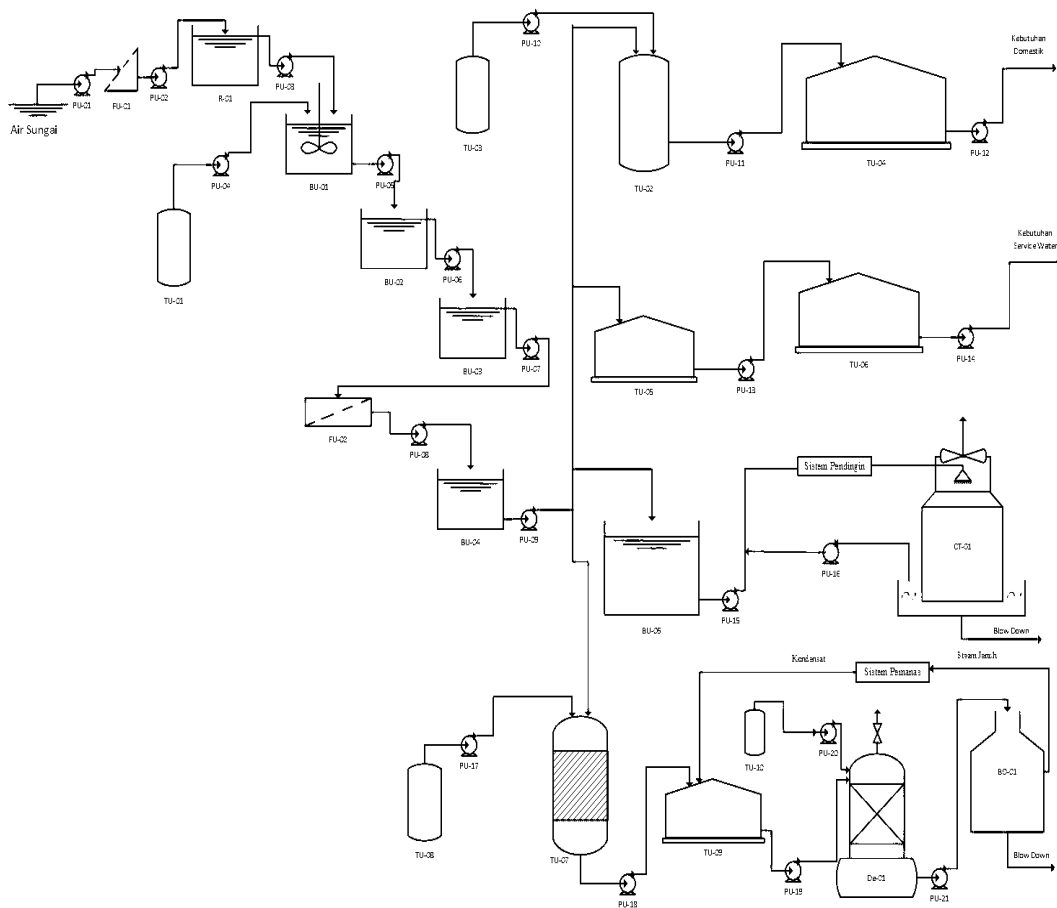 Air Sungai
PU-01
FU-01
PU-02
R-01
PU-03
PU-04
TU-01
BU-01
PU-05
BU-02
PU-06
BU-03
PU-07
FU-02
PU-08
BU-04
PU-09
TU-03
PU-10
TU-02
PU-11
TU-04
PU-12
Kebutuhan
Domestik
TU-05
PU-13
TU-06
PU-14
Kebutuhan
Service Water
BU-05
PU-15
Sistem Pendingin
PU-16
CT-01
Blow Down
TU-08
PU-17
TU-07
PU-18
TU-09
Kondensat
Sistem Pemanas
Steam Jenuh
TU-10
PU-20
PU-19
De-01
PU-21
BO-01
Blow Down